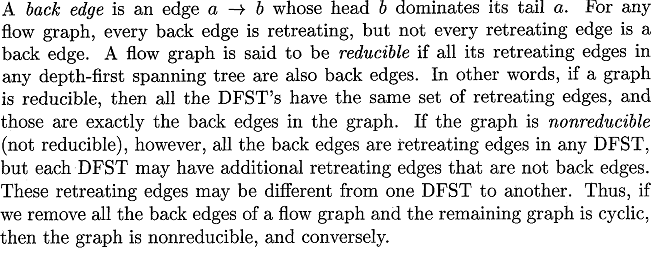 A back edge is an edge a → b whose head b dominates its tail a. For any
flow graph, every back edge is retreating, but not every retreating edge is a
back edge. A flow graph is said to be reducible if all its retreating edges in
any depth-first spanning tree are also back edges. In other words, if a graph
is reducible, then all the DFST's have the same set of retreating edges, and
those are exactly the back edges in the graph. If the graph is nonreducible
(not reducible), however, all the back edges are retreating edges in any DFST,
but each DFST may have additional retreating edges that are not back edges.
These retreating edges may be different from one DFST to another. Thus, if
we remove all the back edges of a flow graph and the remaining graph is cyclic,
then the graph is nonreducible, and conversely.